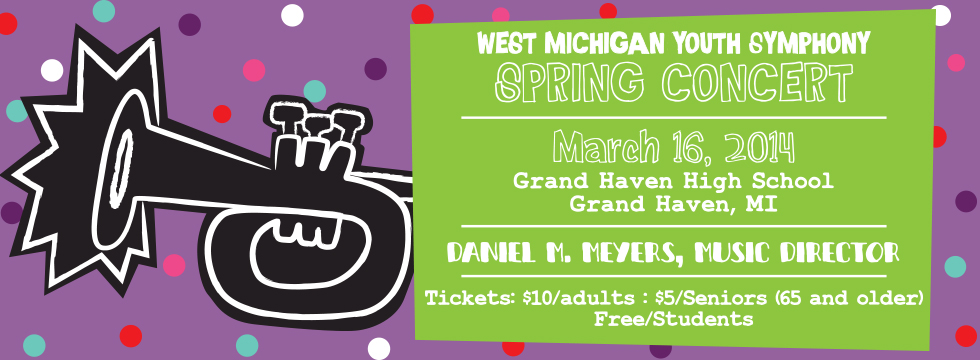 WEST MICHIGAN YOUTH SYMPHONY
SPRING CONCERT
March 16, 2014
Grand Haven High School
Grand Haven, MI
DANIEL M. MEYERS, MUSIC DIRECTOR
Tickets: $10/adults : $5/Seniors (65 and older)
Free/Students